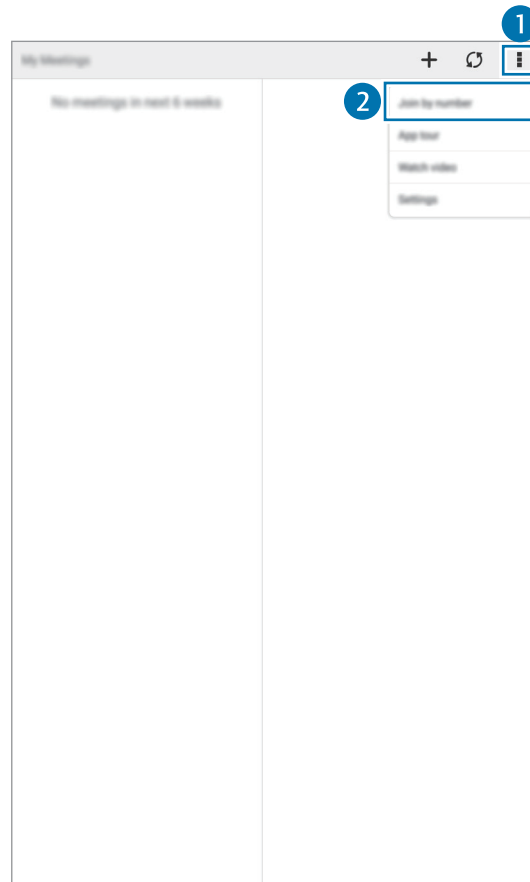 1
My Meetings
No meetings in next 6 weeks
2
Join by number
App tour
Watch video
Settings